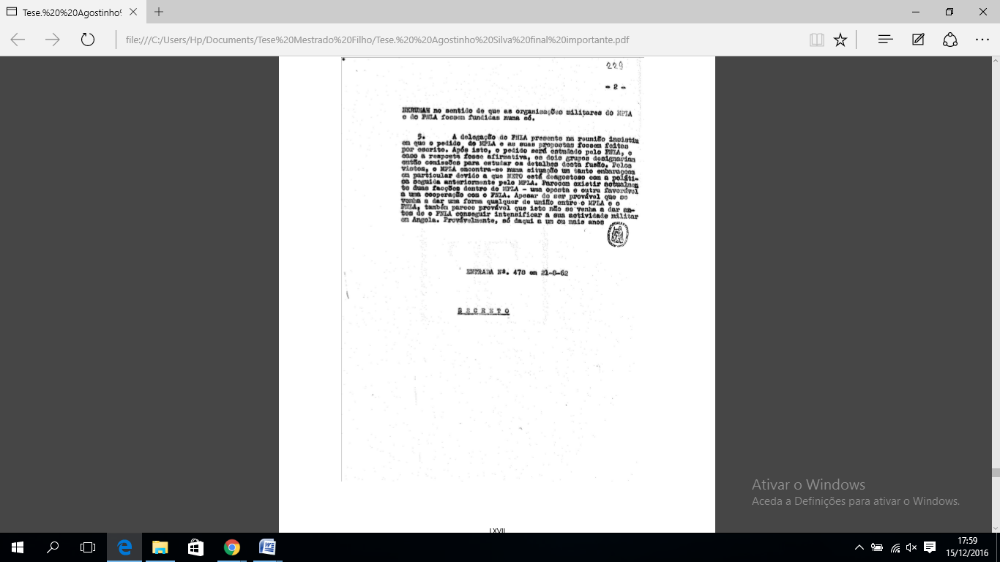 Tese.%20%20Agostinho%
file:///C:/Users/Hp/Documents/Tese%20Mestrado%20Filho/Tese.%20%20Agostinho%20Silva%20final%20importante.pdf
229
- 2 -
no sentido de que as organisações militares do MPLA
e do FNLA fossem fundidas numa só.
5. A delegação do FNLA presente na reunião insistiu
em que o pedido do MPLA e as suas propostas fossem feitas
por escrito. Após isto, o pedido será estudado pelo FNLA, e
caso a resposta fosse afirmativa, os dois grupos designariam
então comissões para estudar os detalhes desta fusão. Pelos
vistos, o MPLA encontra-se numa situação um tanto embaraçosa
em particular devido a que NETO está desgostoso com a políti-
ca seguida anteriormente pelo MPLA. Parecem existir actualmen
te duas facções dentro do MPLA - uma oposta e outra favorável
a uma cooperação com o FNLA. Apesar de ser provável que se
venha a dar uma forma qualquer de união entre o MPLA e o
FNLA, também parece provável que isto não se venha a dar an-
tes de o FNLA conseguir intensificar a sua actividade militar
em Angola. Provàvelmente, só daqui a um ou mais anos
ENTRADA Nº. 478 em 21-8-62
S E C R E T O
LXVII
Ativar o Windows
Aceda a Definições para ativar o Windows.
17:59
15/12/2016